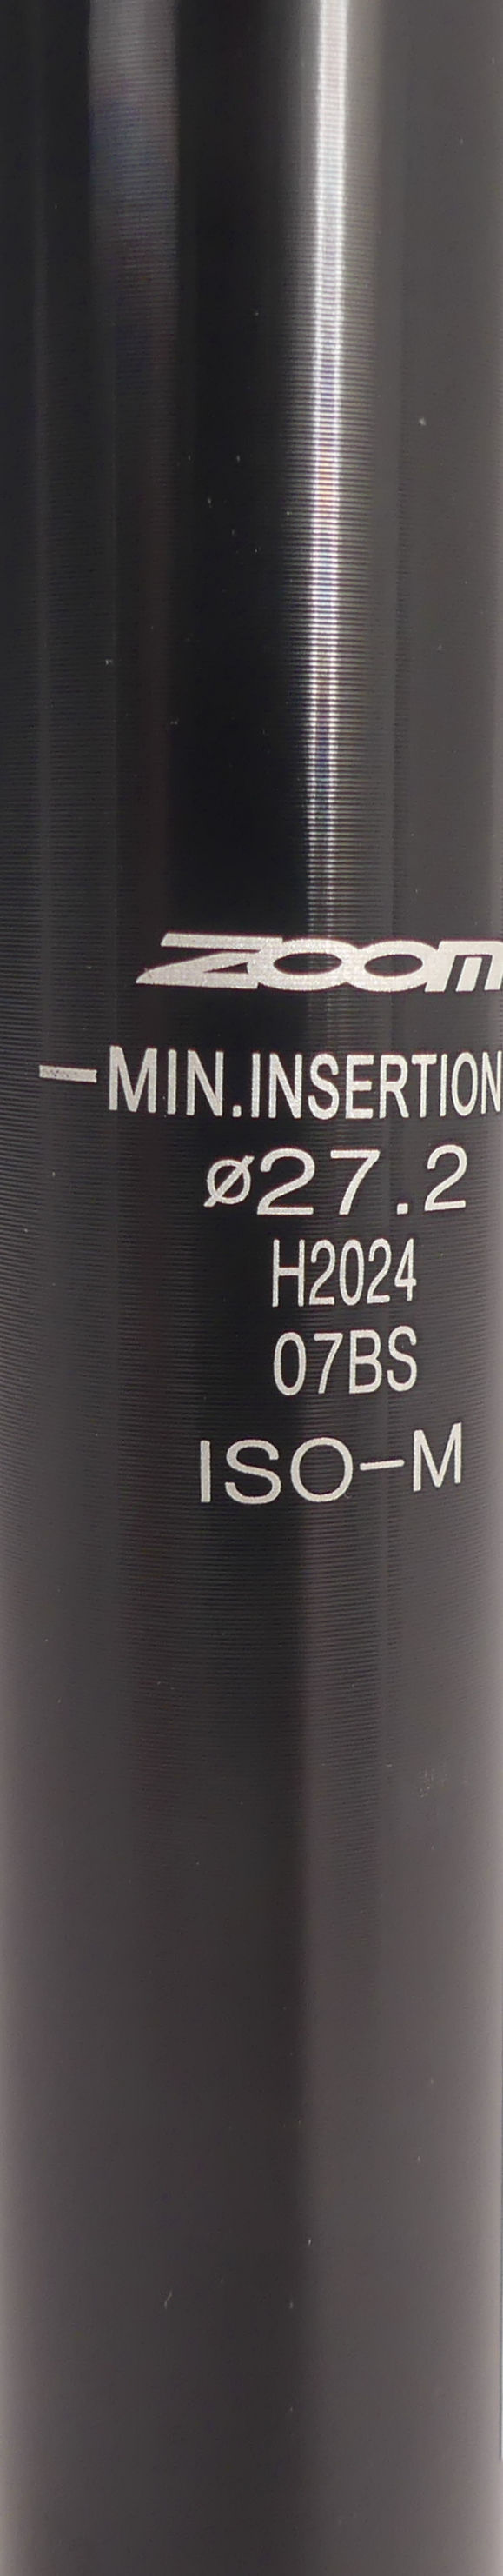 ZOOM
—MIN.INSERTION
ø27.2
H2024
07BS
ISO-M